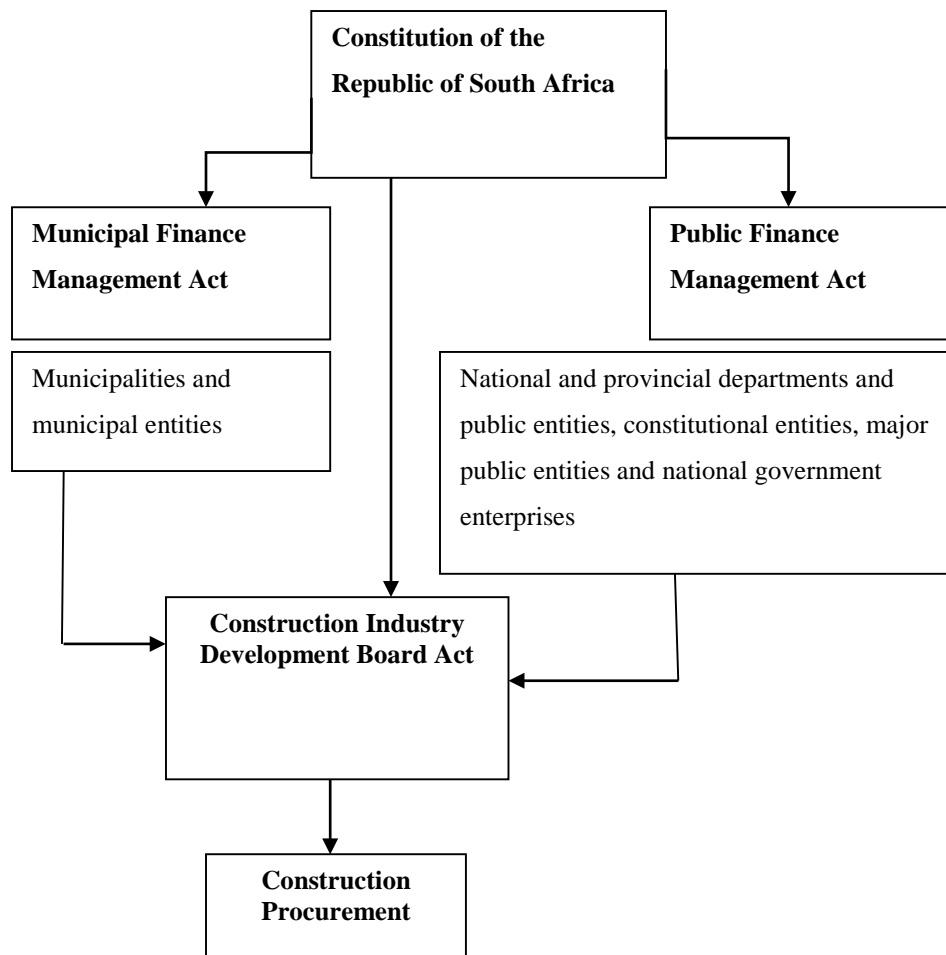 Constitution of the
Republic of South Africa
Municipal Finance
Management Act
Public Finance
Management Act
Municipalities and
municipal entities
National and provincial departments and
public entities, constitutional entities, major
public entities and national government
enterprises
Construction Industry
Development Board Act
Construction
Procurement